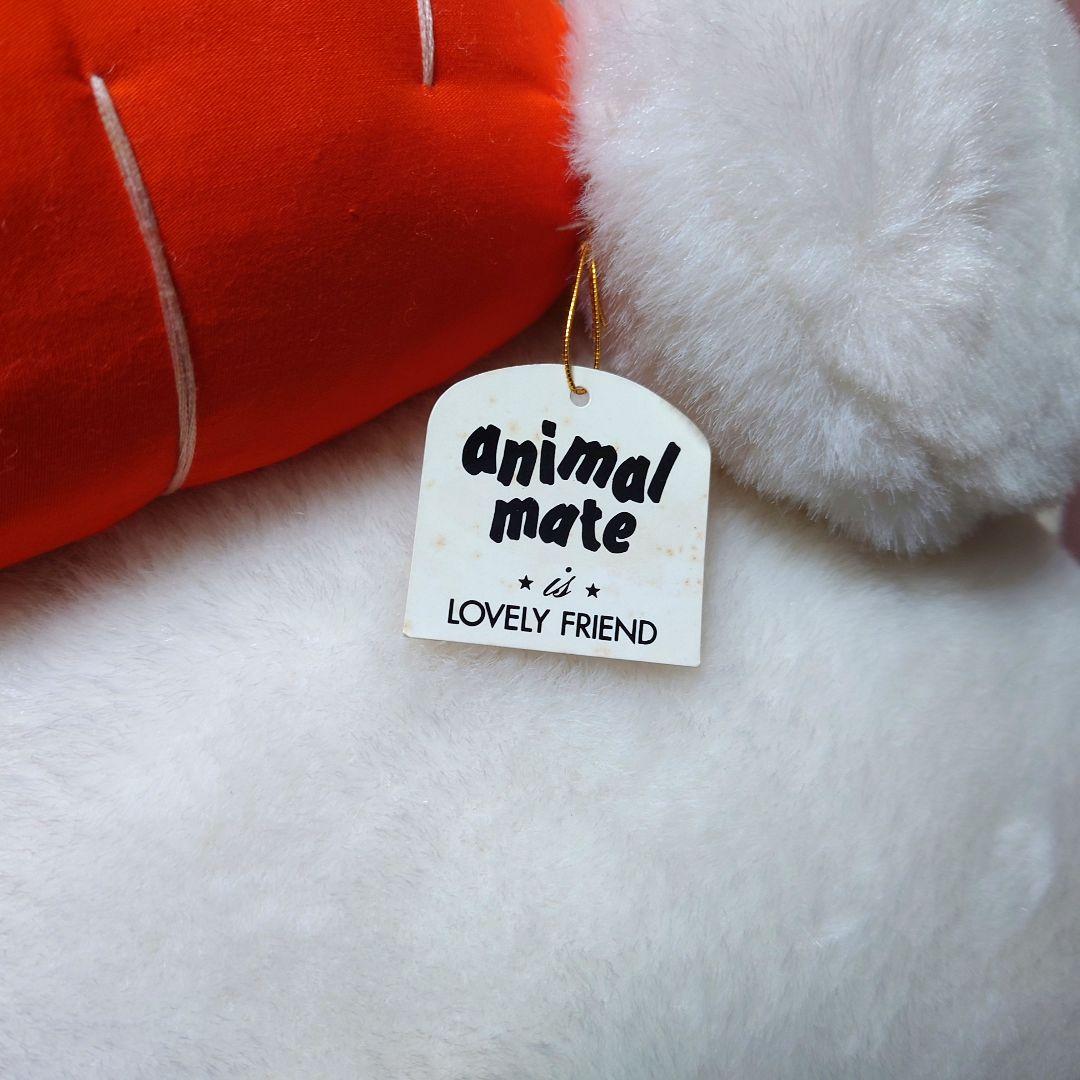 animal
mate
★ is ★
LOVELY FRIEND